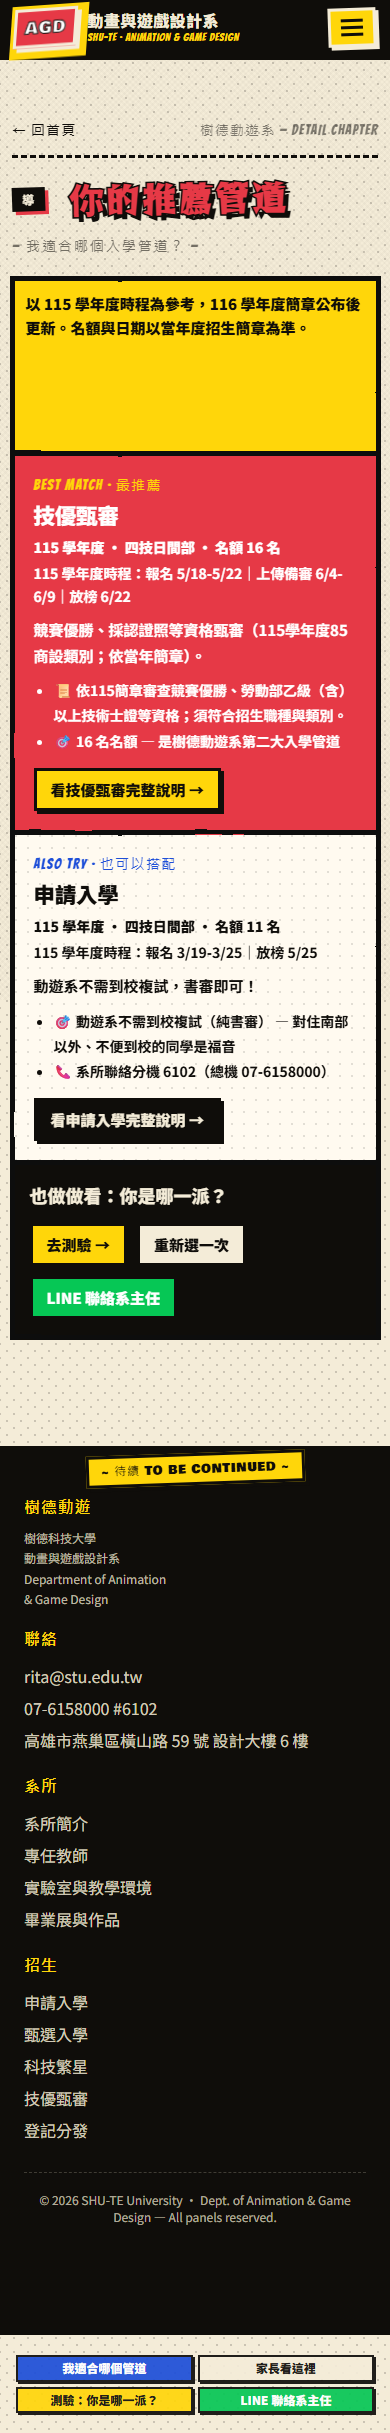 AGD
動畫與遊戲設計系
SHU-TE · ANIMATION & GAME DESIGN
← 回首頁
樹德動遊系 — DETAIL CHAPTER
導
你的推薦管道
— 我適合哪個入學管道？ —
以 115 學年度時程為參考，116 學年度簡章公布後
更新。名額與日期以當年度招生簡章為準。
BEST MATCH · 最推薦
技優甄審
115 學年度 · 四技日間部 · 名額 16 名
115 學年度時程：報名 5/18-5/22｜上傳備審 6/4-
6/9｜放榜 6/22
競賽優勝、採認證照等資格甄審（115學年度85
商設類別；依當年簡章）。
• 📜 依115簡章審查競賽優勝、勞動部乙級（含）
以上技術士證等資格；須符合招生職種與類別。
• 🎯 16 名名額 — 是樹德動遊系第二大入學管道
看技優甄審完整說明 →
ALSO TRY · 也可以搭配
申請入學
115 學年度 · 四技日間部 · 名額 11 名
115 學年度時程：報名 3/19-3/25｜放榜 5/25
動遊系不需到校複試，書審即可！
• 🎯 動遊系不需到校複試（純書審） — 對住南部
以外、不便到校的同學是福音
• 📞 系所聯絡分機 6102（總機 07-6158000）
看申請入學完整說明 →
也做做看：你是哪一派？
去測驗 →
重新選一次
LINE 聯絡系主任
~ 待續 TO BE CONTINUED ~
樹德動遊
樹德科技大學
動畫與遊戲設計系
Department of Animation
& Game Design
聯絡
rita@stu.edu.tw
07-6158000 #6102
高雄市燕巢區橫山路 59 號 設計大樓 6 樓
系所
系所簡介
專任教師
實驗室與教學環境
畢業展與作品
招生
申請入學
甄選入學
科技繁星
技優甄審
登記分發
© 2026 SHU-TE University · Dept. of Animation & Game
Design — All panels reserved.
我適合哪個管道
家長看這裡
測驗：你是哪一派？
LINE 聯絡系主任